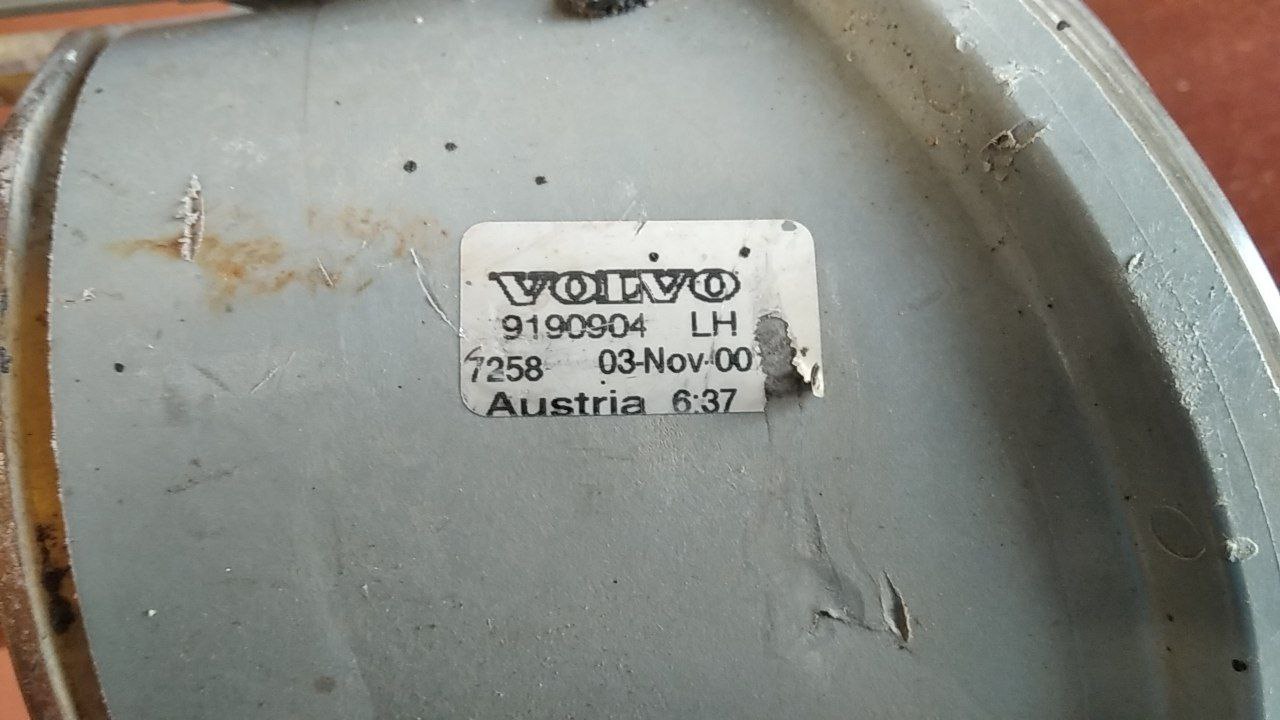 VOLVO
9190904 LH
7258 03-Nov-00
Austria 6:37